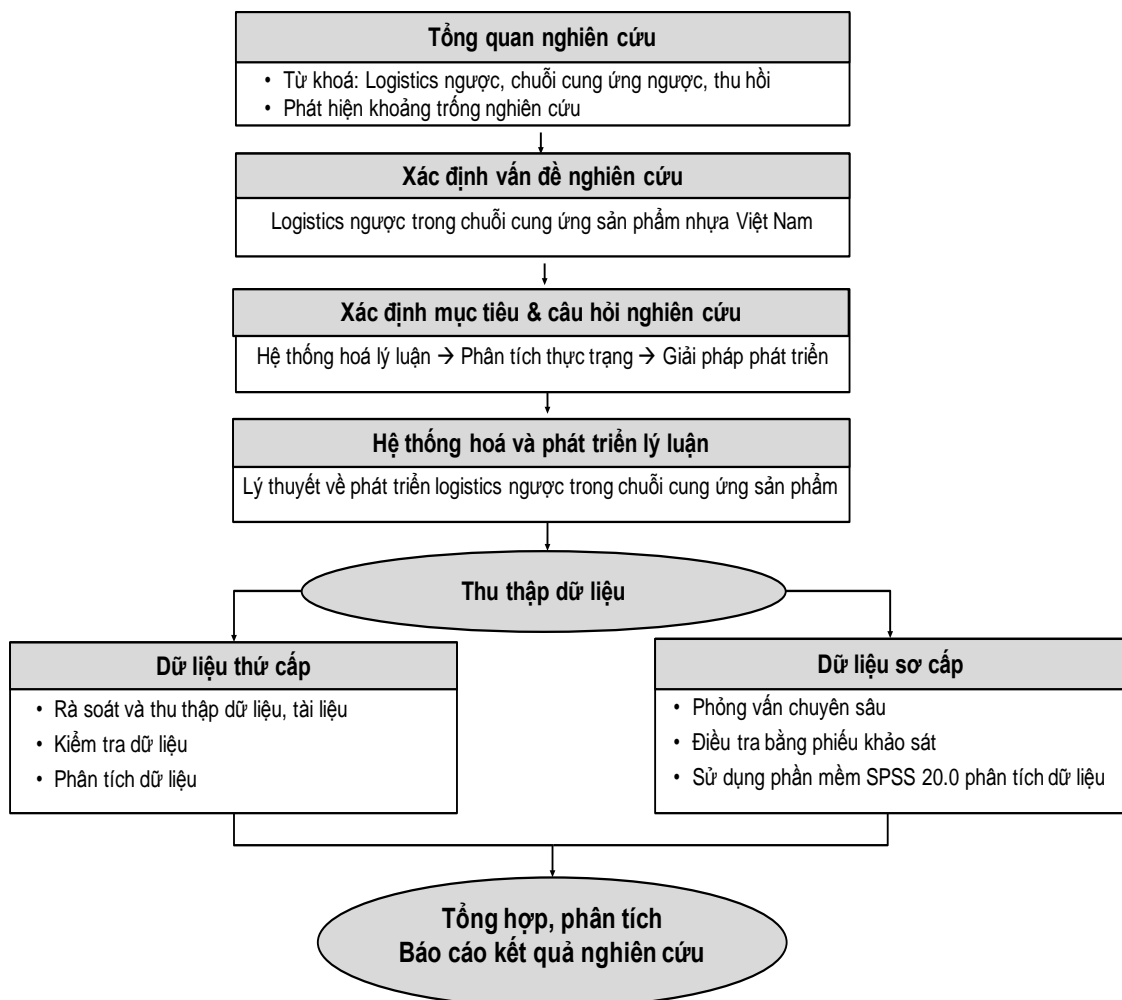 Tổng quan nghiên cứu
• Từ khoá: Logistics ngược, chuỗi cung ứng ngược, thu hồi
• Phát hiện khoảng trống nghiên cứu
Xác định vấn đề nghiên cứu
Logistics ngược trong chuỗi cung ứng sản phẩm nhựa Việt Nam
Xác định mục tiêu & câu hỏi nghiên cứu
Hệ thống hoá lý luận → Phân tích thực trạng → Giải pháp phát triển
Hệ thống hoá và phát triển lý luận
Lý thuyết về phát triển logistics ngược trong chuỗi cung ứng sản phẩm
Thu thập dữ liệu
Dữ liệu thứ cấp
• Rà soát và thu thập dữ liệu, tài liệu
• Kiểm tra dữ liệu
• Phân tích dữ liệu
Dữ liệu sơ cấp
• Phỏng vấn chuyên sâu
• Điều tra bằng phiếu khảo sát
• Sử dụng phần mềm SPSS 20.0 phân tích dữ liệu
Tổng hợp, phân tích
Báo cáo kết quả nghiên cứu